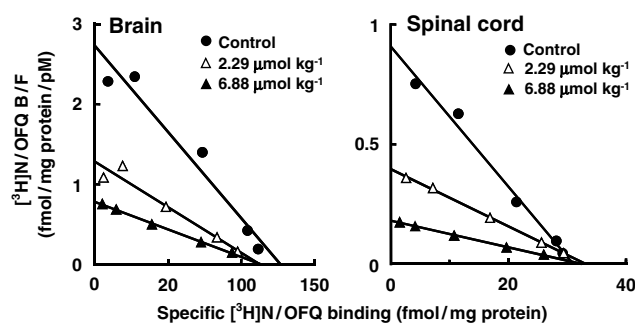 Brain
Spinal cord
3
2
1
0
Control
2.29 µmol kg⁻¹
6.88 µmol kg⁻¹
1
0.5
0
Control
2.29 µmol kg⁻¹
6.88 µmol kg⁻¹
[³H]N/OFQ B/F
(fmol/mg protein/pM)
0 20 100 150
0 20 40
Specific [³H]N/OFQ binding (fmol/mg protein)